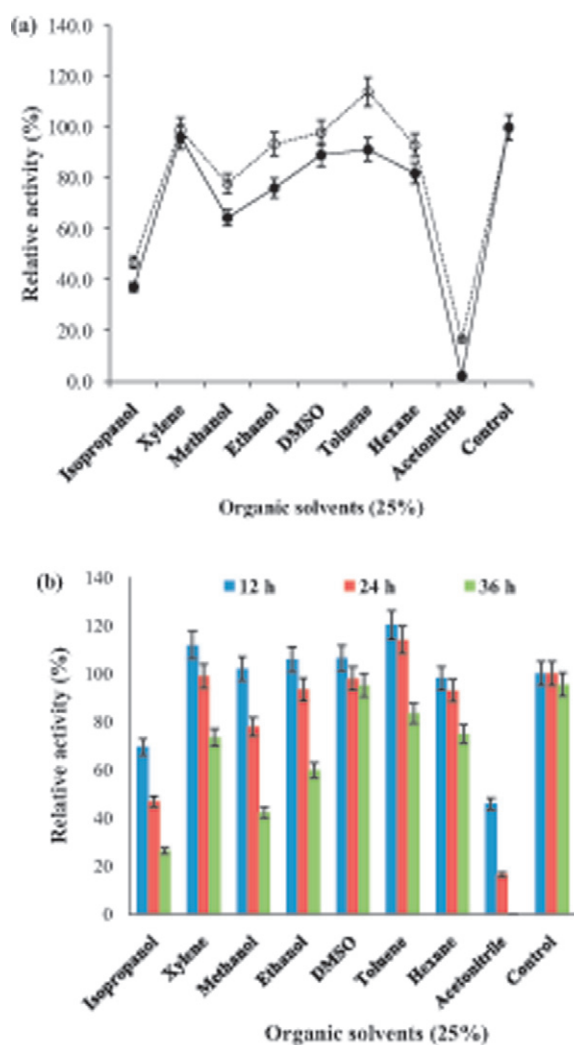 (a)
140.0
120.0
100.0
80.0
60.0
40.0
20.0
0.0
Relative activity (%)
Isopropanol
Xylene
Methanol
Ethanol
DMSO
Toluene
Hexane
Acetonitrile
Control
Organic solvents (25%)
(b)
12 h 24 h 36 h
140
120
100
80
60
40
20
0
Relative activity (%)
Isopropanol
Xylene
Methanol
Ethanol
DMSO
Toluene
Hexane
Acetonitrile
Control
Organic solvents (25%)